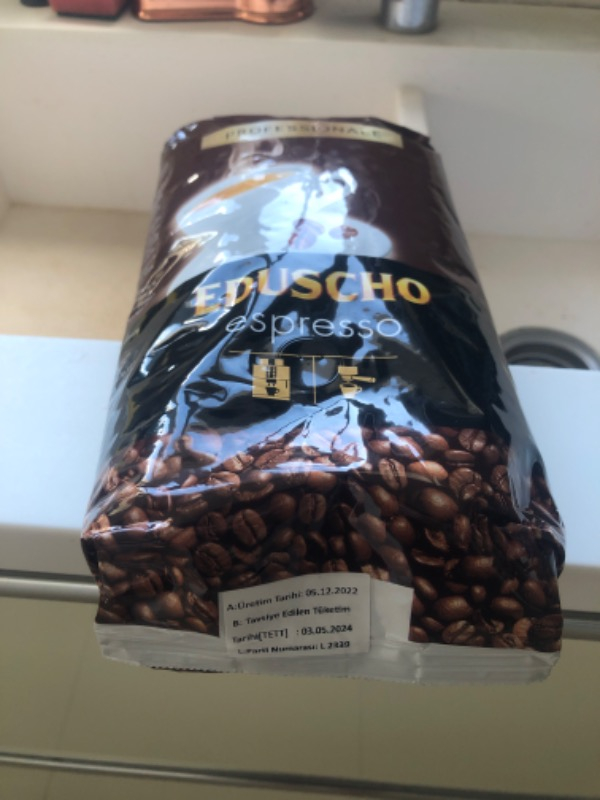 PROFESSIONALE
EDUSCHO
espresso
A:Üretim Tarihi: 05.12.2022
B: Tavsiye Edilen Tüketim
Tarihi[TETT] : 03.05.2024
L:Parti Numarası: L 2320